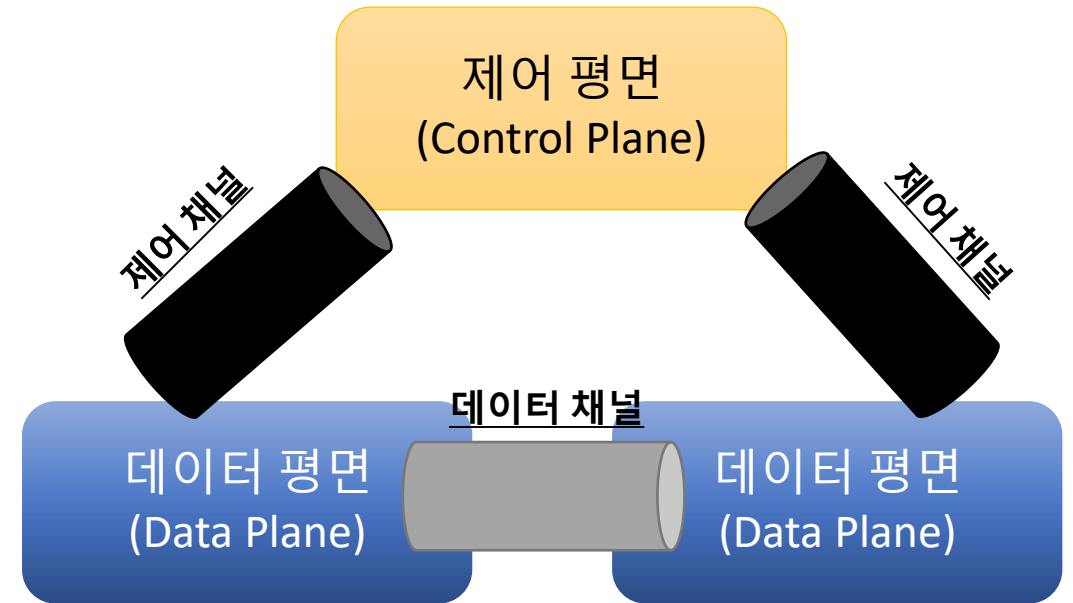 제어 평면
(Control Plane)
제어 채널
제어 채널
데이터 채널
데이터 평면
(Data Plane)
데이터 평면
(Data Plane)